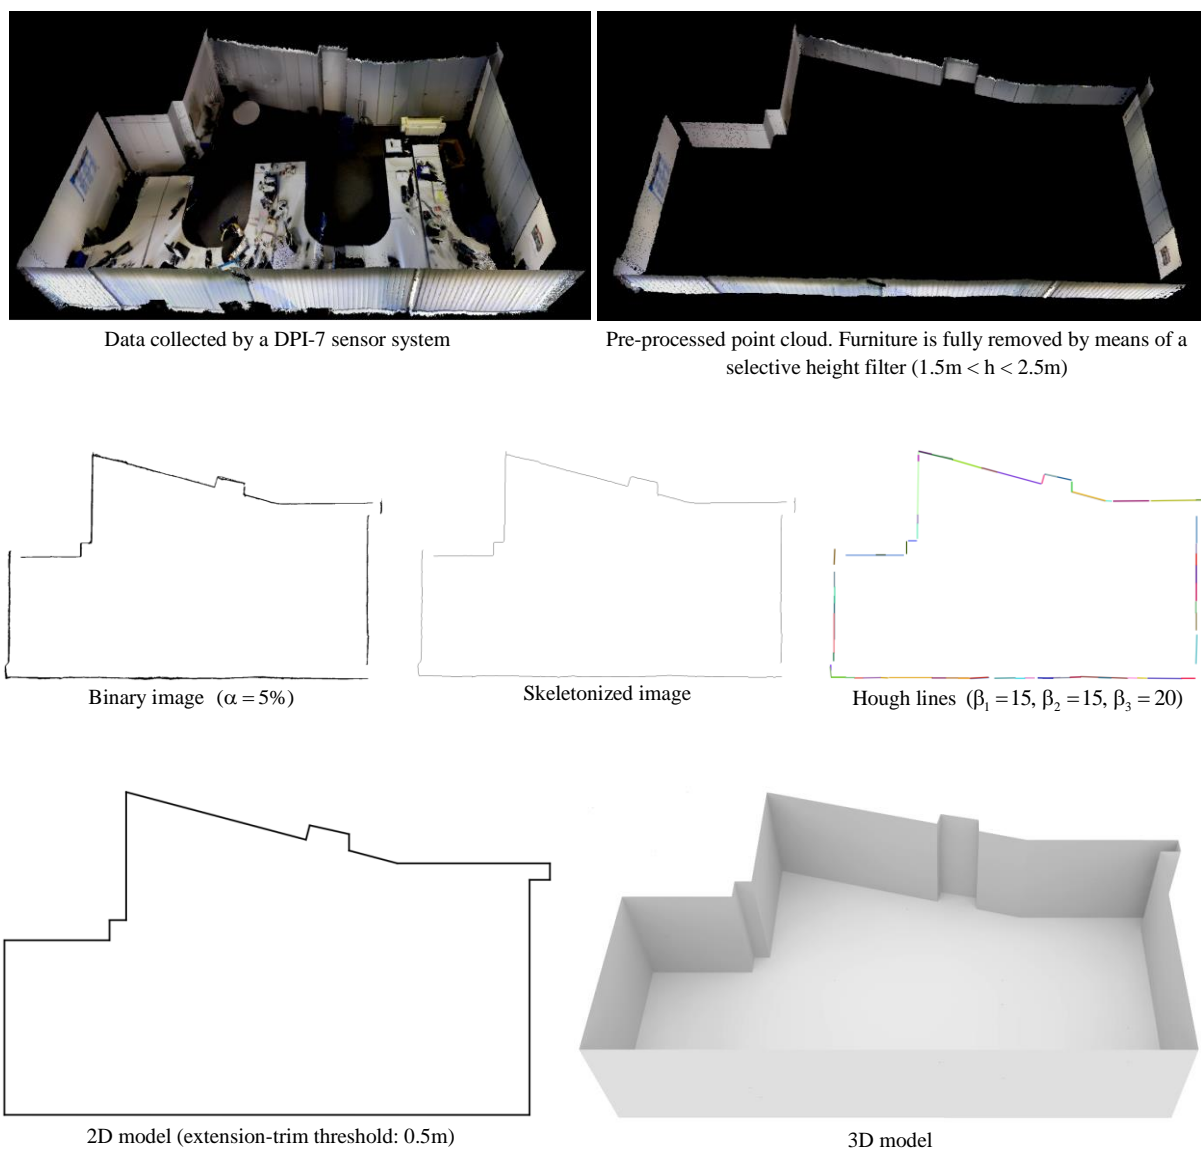 Data collected by a DPI-7 sensor system
Pre-processed point cloud. Furniture is fully removed by means of a
selective height filter (1.5m < h < 2.5m)
Binary image (α = 5%)
Skeletonized image
Hough lines (β₁ = 15, β₂ = 15, β₃ = 20)
2D model (extension-trim threshold: 0.5m)
3D model